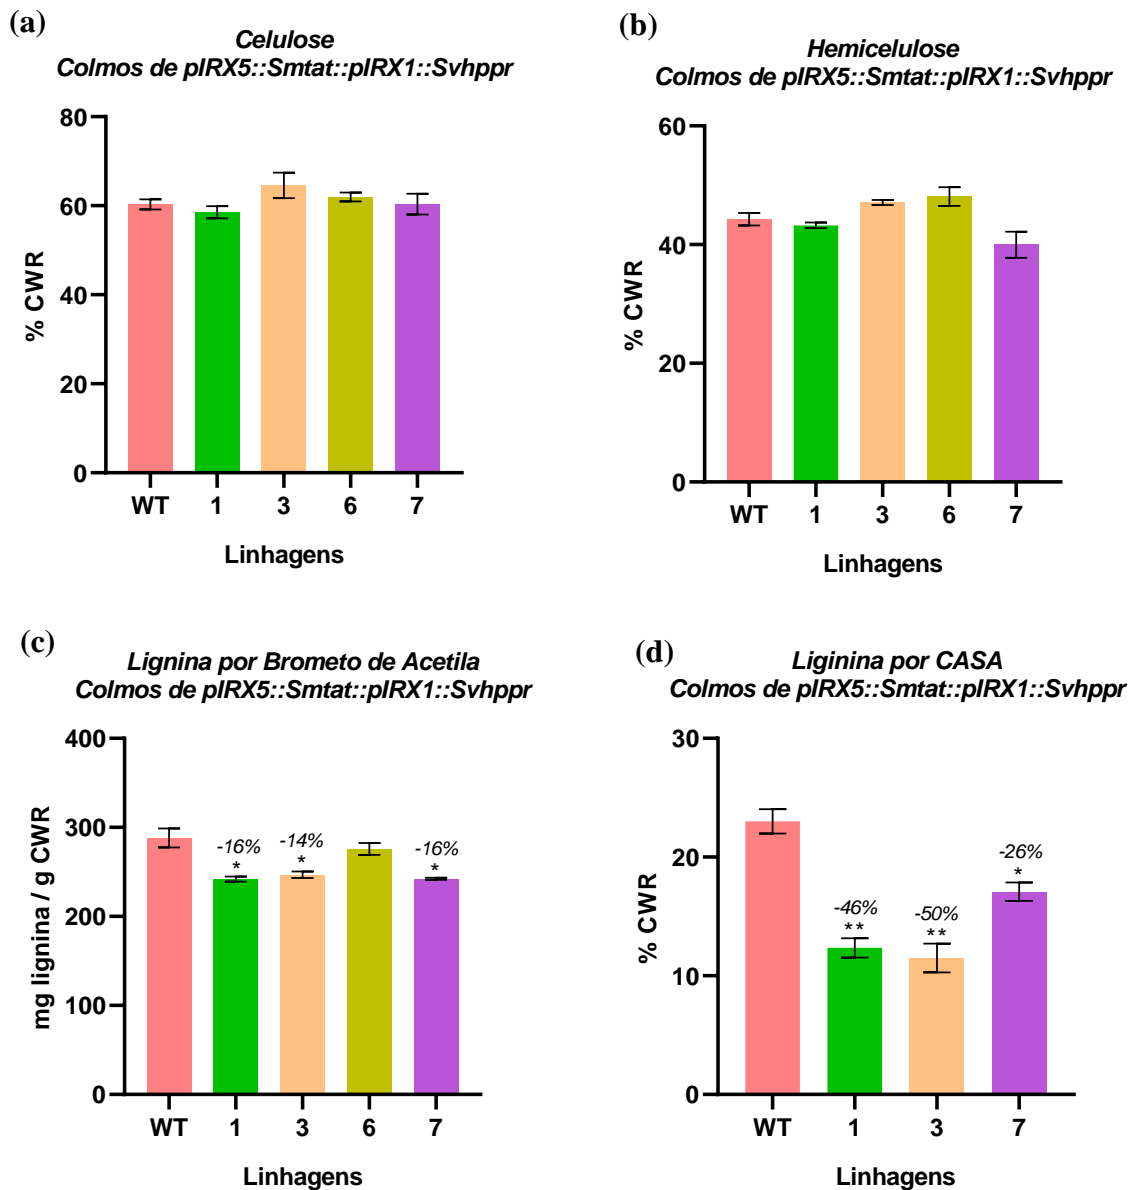 (a)
Celulose
Colmos de pIRX5::Smtat::pIRX1::Svhppr
80
60
40
20
0
% CWR
WT 1 3 6 7
Linhagens
(b)
Hemicelulose
Colmos de pIRX5::Smtat::pIRX1::Svhppr
60
40
20
0
% CWR
WT 1 3 6 7
Linhagens
(c)
Lignina por Brometo de Acetila
Colmos de pIRX5::Smtat::pIRX1::Svhppr
400
300
200
100
0
mg lignina / g CWR
-16% -14% -16%
* * *
WT 1 3 6 7
Linhagens
(d)
Liginina por CASA
Colmos de pIRX5::Smtat::pIRX1::Svhppr
30
20
10
0
% CWR
-46% -50% -26%
** ** *
WT 1 3 7
Linhagens